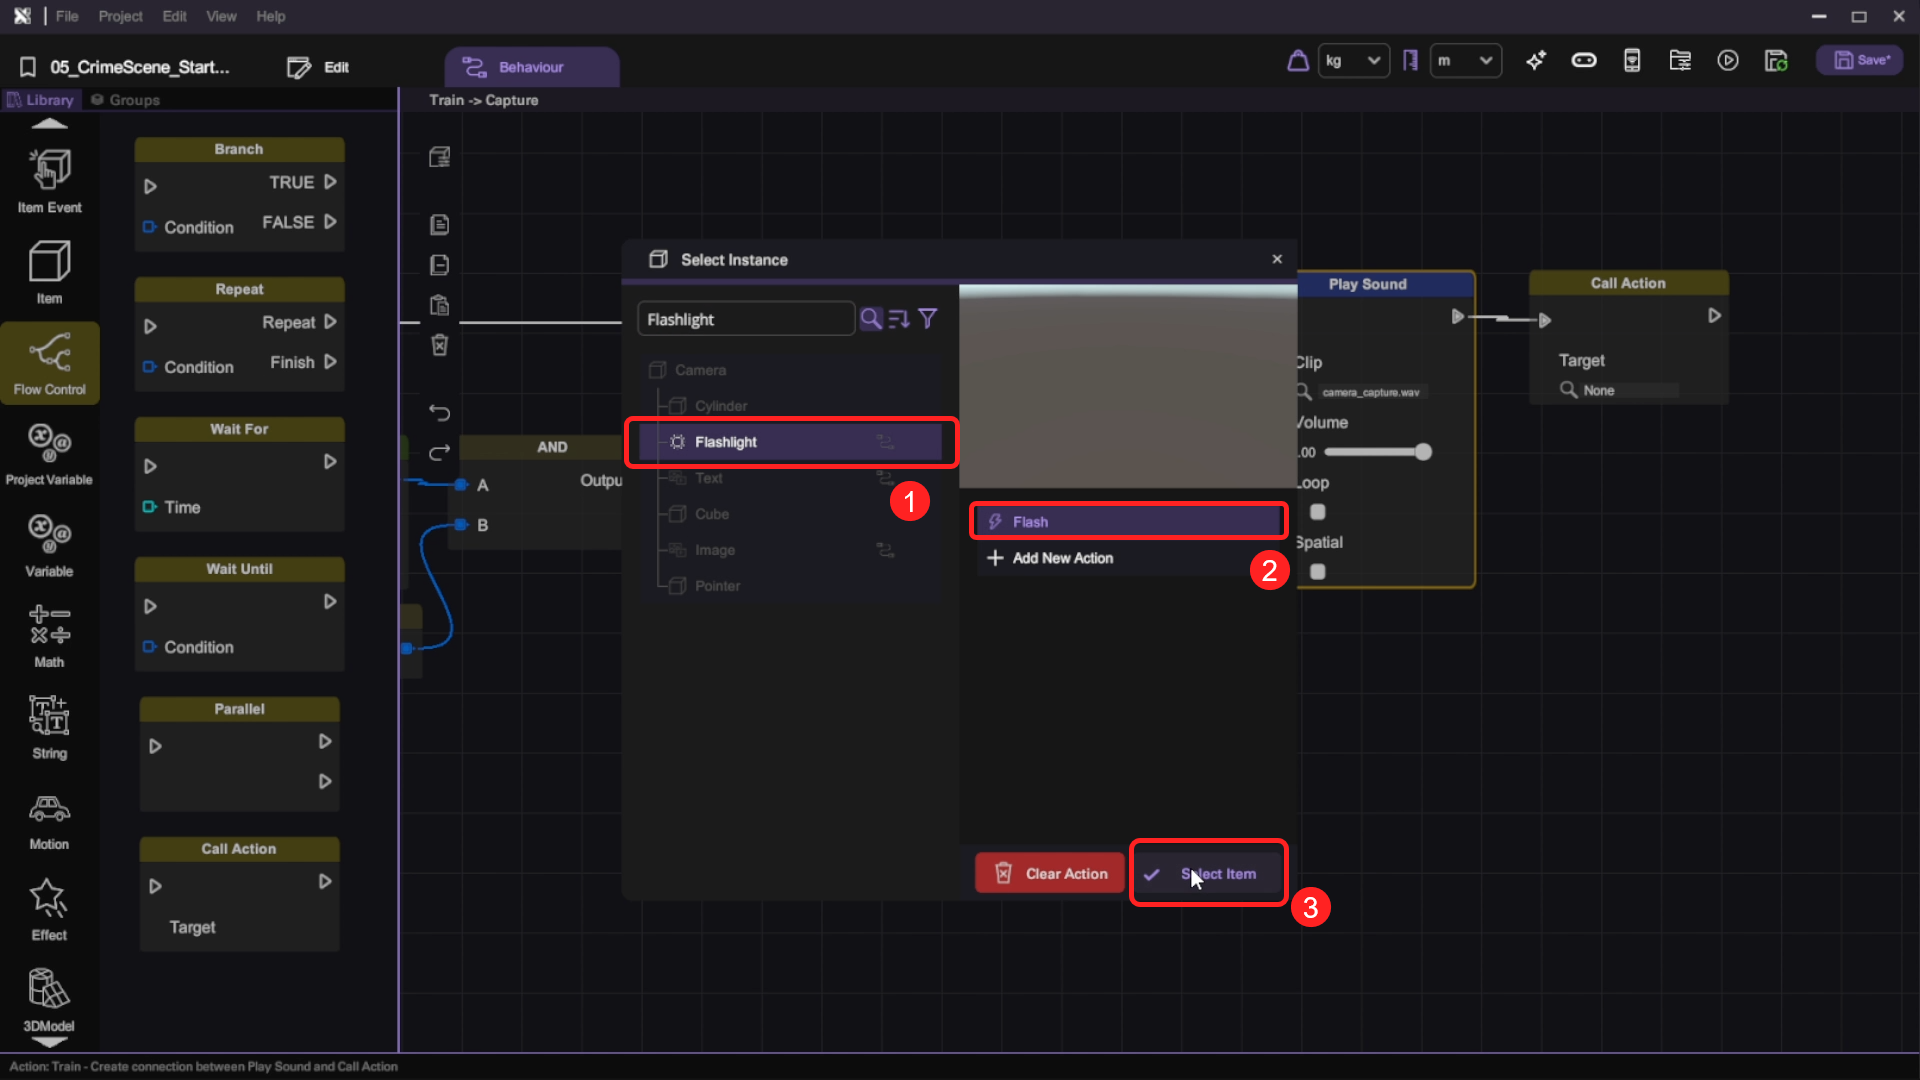 File Project Edit View Help
05_CrimeScene_Start...
Edit
Behaviour
kg
m
Save*
Library
Groups
Train -> Capture
Item Event
Item
Flow Control
Project Variable
Variable
Math
String
Motion
Effect
3DModel
Branch
TRUE
Condition
FALSE
Repeat
Repeat
Condition
Finish
Wait For
Time
Wait Until
Condition
Parallel
Call Action
Target
AND
A
B
Select Instance
Flashlight
Camera
Cylinder
Flashlight
Text
Cube
Image
Pointer
1
Flash
Add New Action
2
Clear Action
Select Item
3
Play Sound
Clip
camera_capture.wav
Volume
.00
Loop
Spatial
Call Action
Target
None
Action: Train - Create connection between Play Sound and Call Action